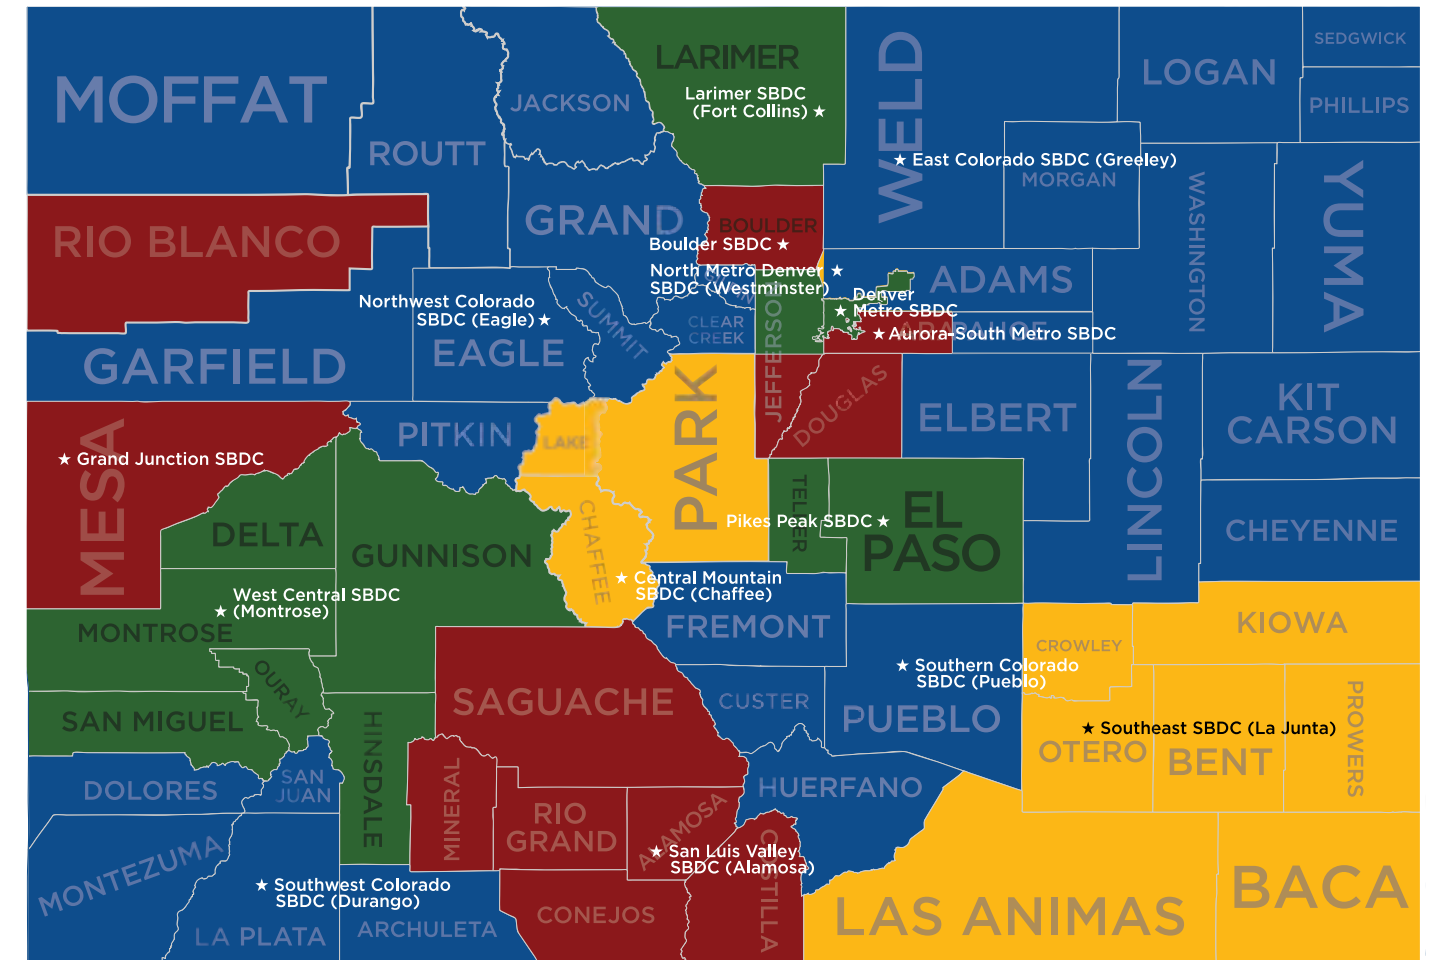 SEDGWICK
LARIMER
MOFFAT
WELD
LOGAN
Larimer SBDC
(Fort Collins)
JACKSON
PHILLIPS
ROUTT
East Colorado SBDC (Greeley)
MORGAN
YUMA
WASHINGTON
GRAND
BOULDER
RIO BLANCO
Boulder SBDC
North Metro Denver
SBDC (Westminster)
ADAMS
Northwest Colorado
SBDC (Eagle)
SUMMIT
Denver
Metro SBDC
CLEAR
CREEK
JEFFERSON
ARAPAHOE
Aurora-South Metro SBDC
EAGLE
GARFIELD
PARK
DOUGLAS
ELBERT
LINCOLN
KIT
CARSON
MESA
PITKIN
LAKE
Grand Junction SBDC
TELLER
EL
PASO
Pikes Peak SBDC
DELTA
GUNNISON
CHAFFEE
CHEYENNE
Central Mountain
SBDC (Chaffee)
West Central SBDC
(Montrose)
MONTROSE
FREMONT
KIOWA
CROWLEY
OURAY
Southern Colorado
SBDC (Pueblo)
SAGUACHE
CUSTER
PUEBLO
PROWERS
SAN MIGUEL
HINSDALE
Southeast SBDC (La Junta)
OTERO
BENT
SAN
JUAN
DOLORES
MINERAL
HUERFANO
RIO
GRAND
ALAMOSA
COSTILLA
San Luis Valley
SBDC (Alamosa)
MONTEZUMA
Southwest Colorado
SBDC (Durango)
BACA
CONEJOS
LAS ANIMAS
ARCHULETA
LA PLATA